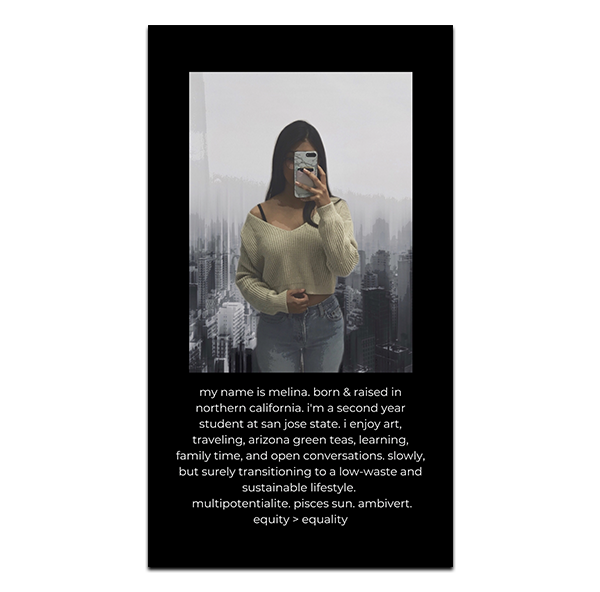 my name is melina. born & raised in
northern california. i'm a second year
student at san jose state. i enjoy art,
traveling, arizona green teas, learning,
family time, and open conversations. slowly,
but surely transitioning to a low-waste and
sustainable lifestyle.
multipotentialite. pisces sun. ambivert.
equity > equality